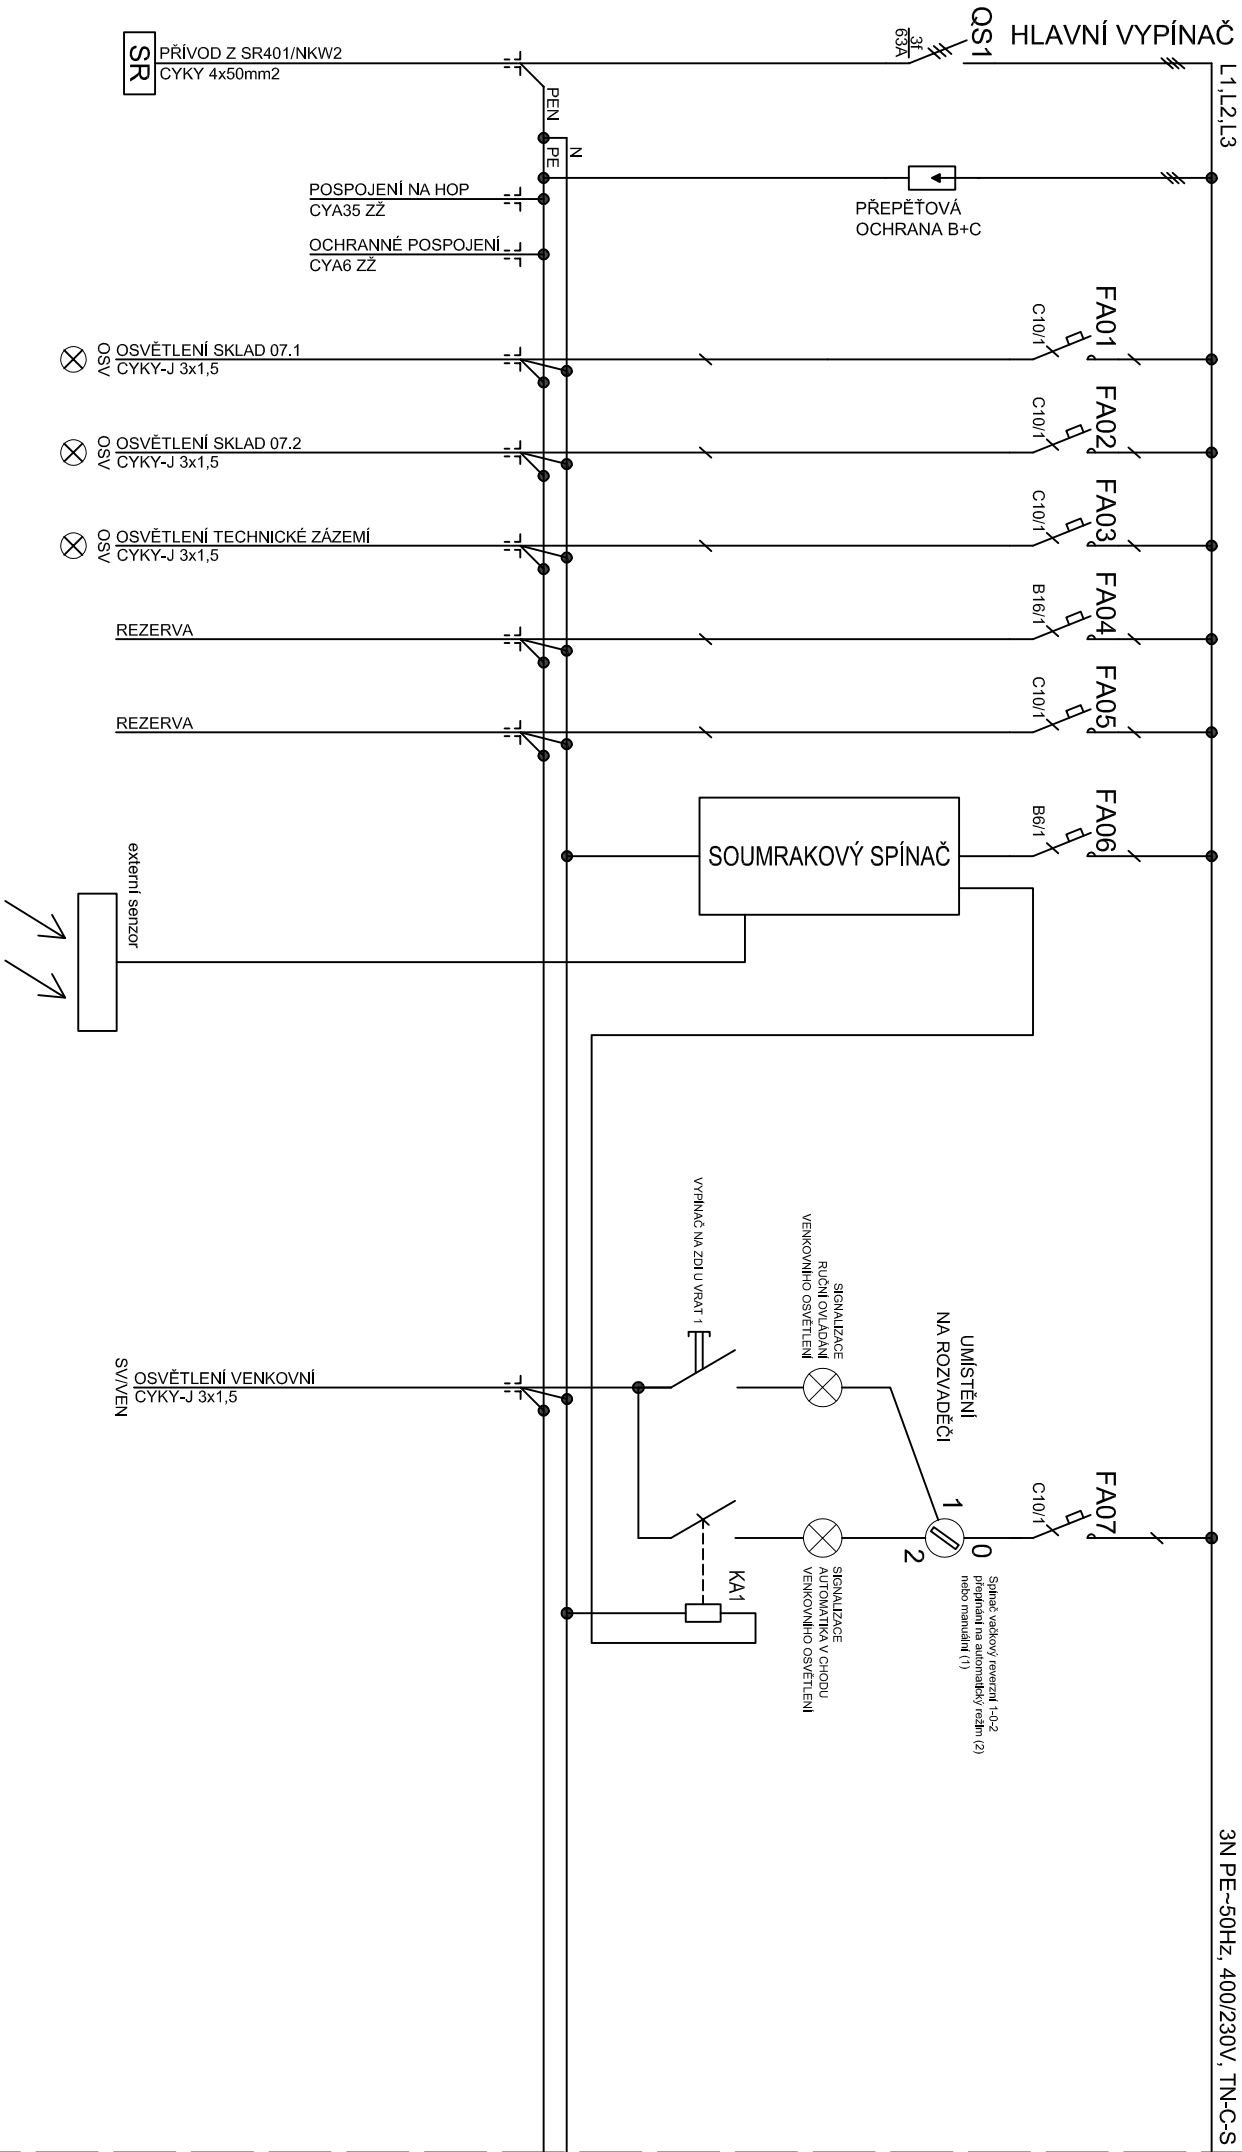 HLAVNÍ VYPÍNAČ
QS1
3f
63A
L1,L2,L3
SR
PŘÍVOD Z SR401/NKW2
CYKY 4x50mm2
PEN
N
PE
POSPOJENÍ NA HOP
CYA35 ZŽ
OCHRANNÉ POSPOJENÍ
CYA6 ZŽ
PŘEPĚŤOVÁ
OCHRANA B+C
FA01
C10/1
OSVĚTLENÍ SKLAD 07.1
CYKY-J 3x1,5
OSV
FA02
C10/1
OSVĚTLENÍ SKLAD 07.2
CYKY-J 3x1,5
OSV
FA03
C10/1
OSVĚTLENÍ TECHNICKÉ ZÁZEMÍ
CYKY-J 3x1,5
OSV
FA04
B16/1
REZERVA
FA05
C10/1
REZERVA
FA06
B6/1
SOUMRAKOVÝ SPÍNAČ
externí senzor
VYPÍNAČ NA ZDI U VRAT 1
SIGNALIZACE
RUČNÍ OVLÁDÁNÍ
VENKOVNÍHO OSVĚTLENÍ
UMÍSTĚNÍ
NA ROZVADĚČI
OSVĚTLENÍ VENKOVNÍ
CYKY-J 3x1,5
SV/VEN
FA07
C10/1
1
0
2
Spínač vačkový reverzní 1-0-2
přepínání na automatický režim (2)
nebo manuální (1)
KA1
SIGNALIZACE
AUTOMATIKA V CHODU
VENKOVNÍHO OSVĚTLENÍ
3N PE~50Hz, 400/230V, TN-C-S